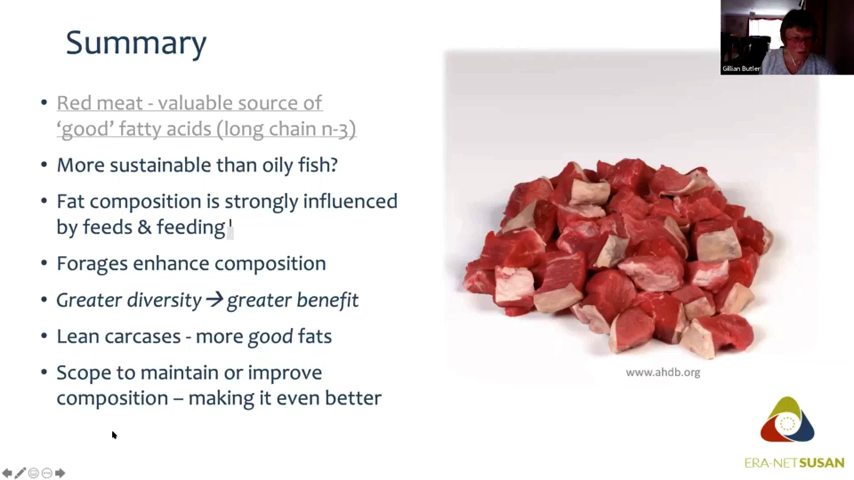 Summary
Gillian Butler
• Red meat - valuable source of
‘good’ fatty acids (long chain n-3)
• More sustainable than oily fish?
• Fat composition is strongly influenced
by feeds & feeding
• Forages enhance composition
• Greater diversity → greater benefit
• Lean carcases - more good fats
• Scope to maintain or improve
composition – making it even better
www.ahdb.org
ERA-NET SUSAN